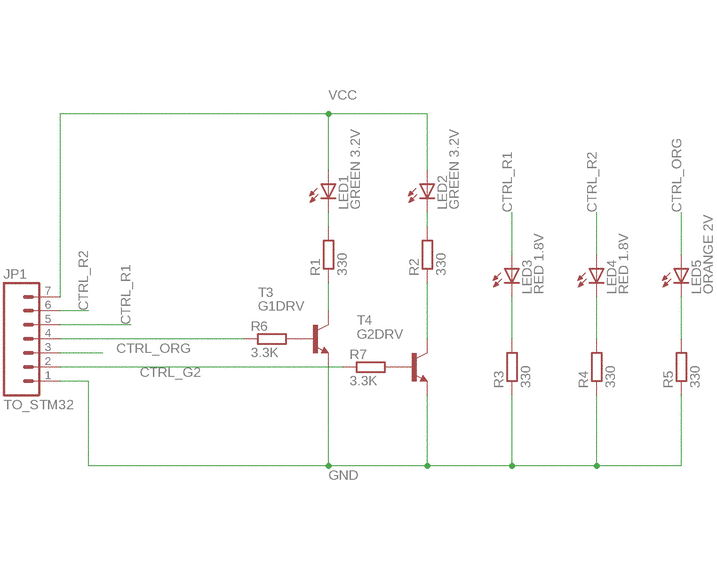 VCC
LED1
GREEN 3.2V
LED2
GREEN 3.2V
CTRL_R1
CTRL_R2
CTRL_ORG
R1
330
R2
330
LED3
RED 1.8V
LED4
RED 1.8V
LED5
ORANGE 2V
JP1
CTRL_R2
CTRL_R1
7
6
5
4
3
2
1
TO_STM32
CTRL_ORG
CTRL_G2
T3
G1DRV
R6
3.3K
T4
G2DRV
R7
3.3K
R3
330
R4
330
R5
330
GND